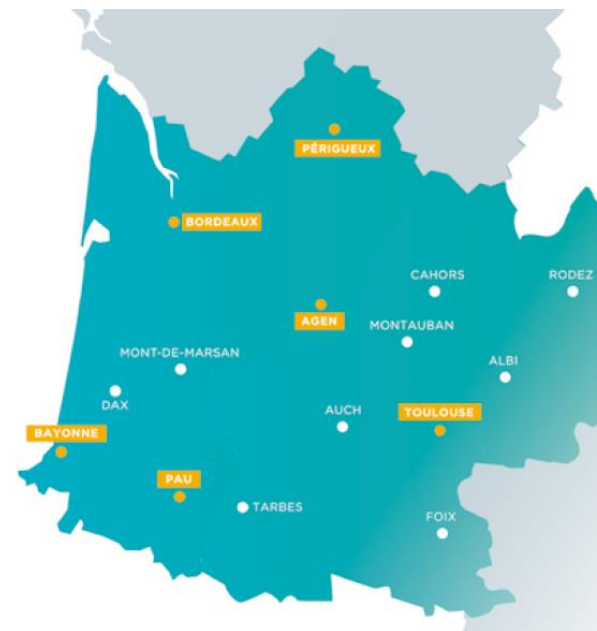 PÉRIGUEUX
BORDEAUX
CAHORS
RODEZ
AGEN
MONTAUBAN
MONT-DE-MARSAN
ALBI
DAX
AUCH
TOULOUSE
BAYONNE
PAU
TARBES
FOIX